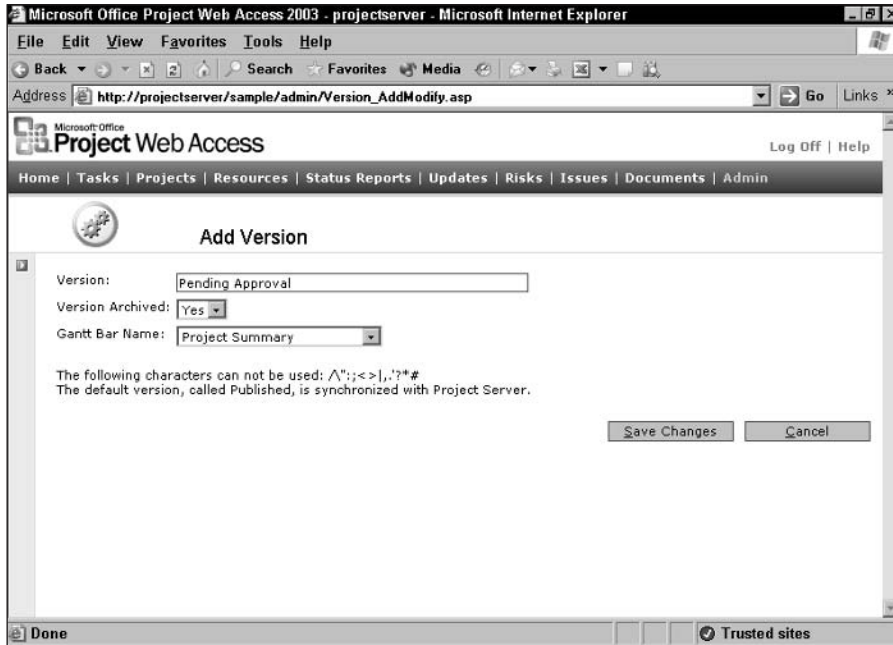 Microsoft Office Project Web Access 2003 - projectserver - Microsoft Internet Explorer
File Edit View Favorites Tools Help
Back Search Favorites Media
Address http://projectserver/sample/admin/Version_AddModify.asp Go Links »
Microsoft Office
Project Web Access
Log Off | Help
Home | Tasks | Projects | Resources | Status Reports | Updates | Risks | Issues | Documents | Admin
Add Version
Version: Pending Approval
Version Archived: Yes
Gantt Bar Name: Project Summary
The following characters can not be used: /\":;<>|,.'?*#
The default version, called Published, is synchronized with Project Server.
Save Changes Cancel
Done Trusted sites